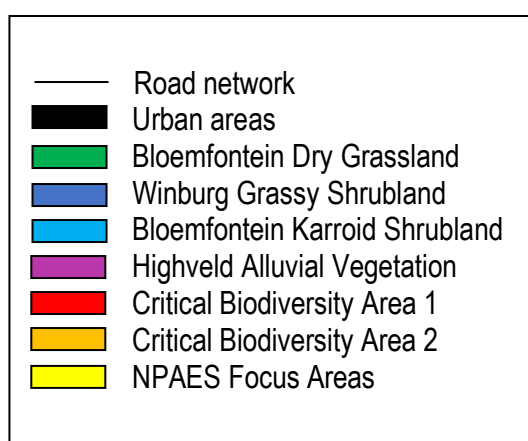 Road network
Urban areas
Bloemfontein Dry Grassland
Winburg Grassy Shrubland
Bloemfontein Karroid Shrubland
Highveld Alluvial Vegetation
Critical Biodiversity Area 1
Critical Biodiversity Area 2
NPAES Focus Areas